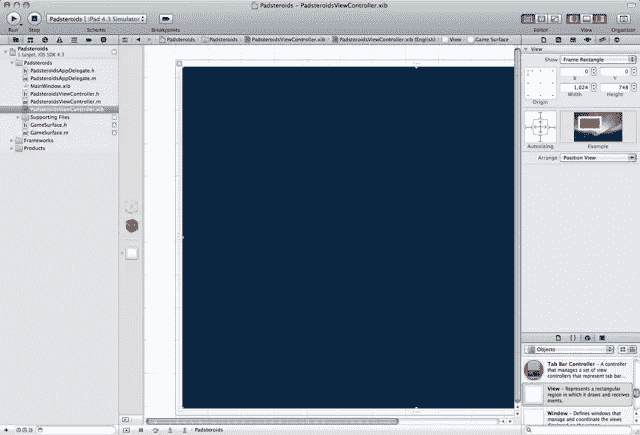 Padsteroids – PadsteroidsViewController.xib
Padsteroids | iPad 4.3 Simulator
Run
Stop
Scheme
Breakpoints
Editor
View
Organizer
Padsteroids
Padsteroids
PadsteroidsViewController.xib
PadsteroidsViewController.xib (English)
View
Game Surface
Padsteroids
1 target, iOS SDK 4.3
Padsteroids
PadsteroidsAppDelegate.h
PadsteroidsAppDelegate.m
MainWindow.xib
PadsteroidsViewController.h
PadsteroidsViewController.m
PadsteroidsViewController.xib
Supporting Files
GameSurface.h
GameSurface.m
Frameworks
Products
View
Show
Frame Rectangle
0
0
X
Y
1,024
748
Width
Height
Origin
Autosizing
Example
Arrange
Position View
Objects
Tab Bar Controller – A controller
that manages a set of view
controllers that represent tab bar...
View – Represents a rectangular
region in which it draws and receives
events.
Window – Defines windows that
manage and coordinate the views
Padsteroids